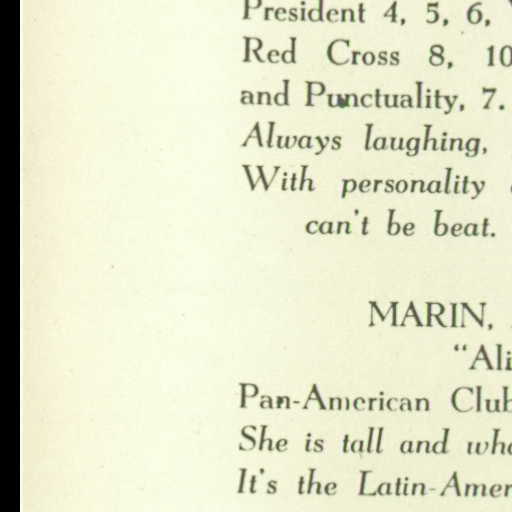 President 4, 5, 6,
Red Cross 8, 10
and Punctuality, 7.
Always laughing,
With personality
can't be beat.
MARIN,
"Ali
Pan-American Club
She is tall and
It's the Latin-Amer